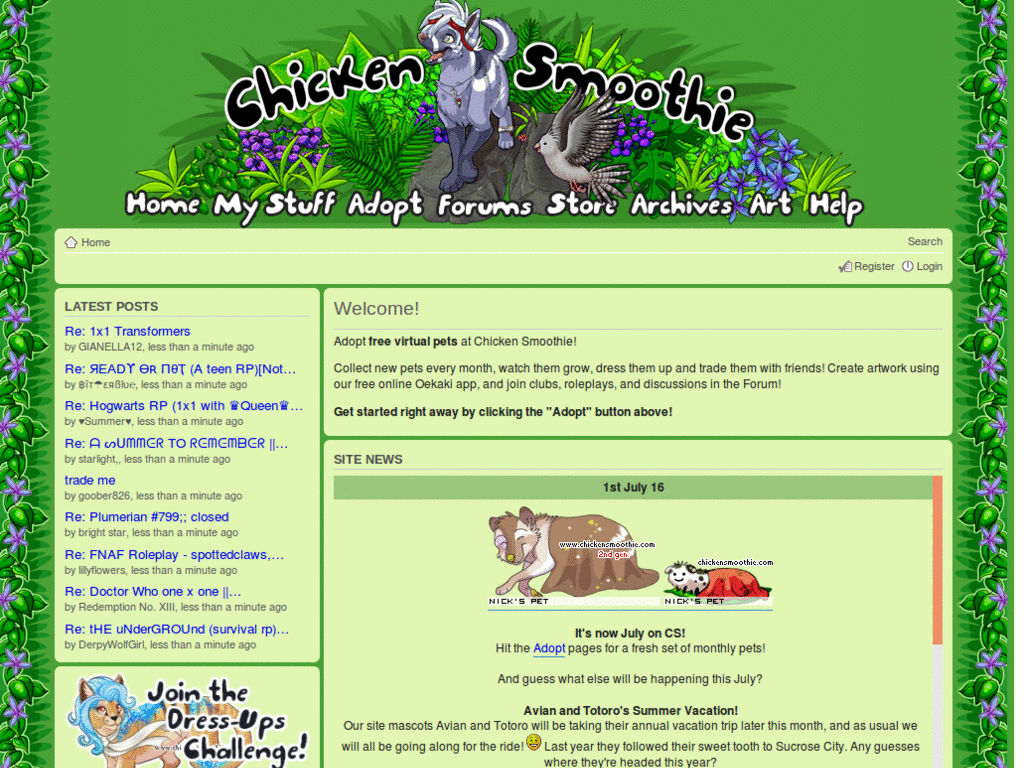 Chicken Smoothie
Home My Stuff Adopt Forums Store Archives Art Help
Home
Search
Register Login
LATEST POSTS
Re: 1x1 Transformers
by GIANELLA12, less than a minute ago
Re: ЯEADϒ ӨƦ ПθҬ (A teen RP)[Not…
by ฿ïт☂εяβłυє, less than a minute ago
Re: Hogwarts RP (1x1 with ♛Queen♛…
by ♥Summer♥, less than a minute ago
Re: ᗩ ᔕᑌᗰᗰᕮᖇ TO ᖇᕮᗰᕮᗰᗷᕮᖇ ||…
by starlight,, less than a minute ago
trade me
by goober826, less than a minute ago
Re: Plumerian #799;; closed
by bright star, less than a minute ago
Re: FNAF Roleplay - spottedclaws,…
by lillyflowers, less than a minute ago
Re: Doctor Who one x one ||…
by Redemption No. XIII, less than a minute ago
Re: tHE uNderGROUnd (survival rp)…
by DerpyWolfGirl, less than a minute ago
Join the
Dress-Ups
Challenge!
Welcome!
Adopt free virtual pets at Chicken Smoothie!
Collect new pets every month, watch them grow, dress them up and trade them with friends! Create artwork using
our free online Oekaki app, and join clubs, roleplays, and discussions in the Forum!
Get started right away by clicking the "Adopt" button above!
SITE NEWS
1st July 16
www.chickensmoothie.com
2nd gen.
chickensmoothie.com
NICK'S PET
NICK'S PET
It's now July on CS!
Hit the Adopt pages for a fresh set of monthly pets!
And guess what else will be happening this July?
Avian and Totoro's Summer Vacation!
Our site mascots Avian and Totoro will be taking their annual vacation trip later this month, and as usual we
will all be going along for the ride! Last year they followed their sweet tooth to Sucrose City. Any guesses
where they're headed this year?